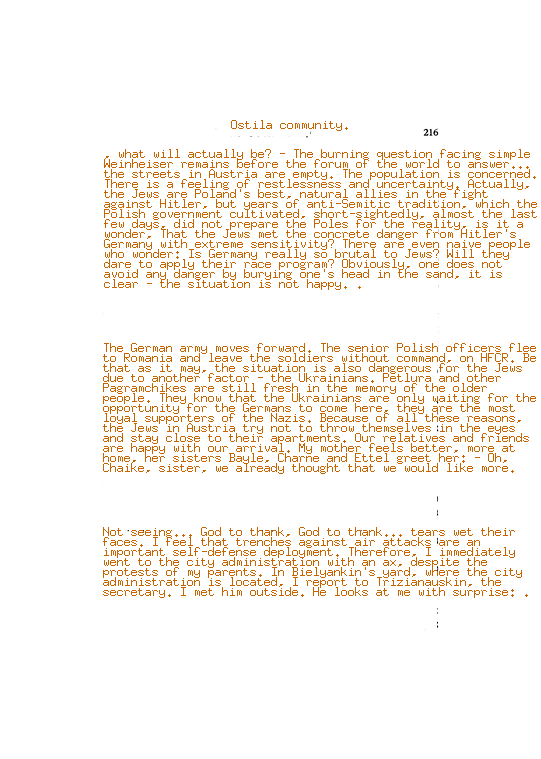 Ostila community.
216
, what will actually be? - The burning question facing simple
Weinheiser remains before the forum of the world to answer...
the streets in Austria are empty. The population is concerned.
There is a feeling of restlessness and uncertainty. Actually,
the Jews are Poland's best, natural allies in the fight
against Hitler, but years of anti-Semitic tradition, which the
Polish government cultivated, short-sightedly, almost the last
few days, did not prepare the Poles for the reality, is it a
wonder, That the Jews met the concrete danger from Hitler's
Germany with extreme sensitivity? There are even naive people
who wonder: Is Germany really so brutal to Jews? Will they
dare to apply their race program? Obviously, one does not
avoid any danger by burying one's head in the sand, it is
clear - the situation is not happy. .
The German army moves forward. The senior Polish officers flee
to Romania and leave the soldiers without command, on HFCR. Be
that as it may, the situation is also dangerous for the Jews
due to another factor - the Ukrainians. Petlura and other
Pagramchikes are still fresh in the memory of the older
people. They know that the Ukrainians are only waiting for the
opportunity for the Germans to come here, they are the most
loyal supporters of the Nazis. Because of all these reasons,
the Jews in Austria try not to throw themselves in the eyes
and stay close to their apartments. Our relatives and friends
are happy with our arrival. My mother feels better, more at
home, her sisters Bayle, Charne and Ettel greet her: - Oh,
Chaike, sister, we already thought that we would like more.
Not seeing... God to thank, God to thank... tears wet their
faces. I feel that trenches against air attacks are an
important self-defense deployment. Therefore, I immediately
went to the city administration with an ax, despite the
protests of my parents. In Bielyankin's yard, where the city
administration is located, I report to Trizianauskin, the
secretary. I met him outside. He looks at me with surprise: .